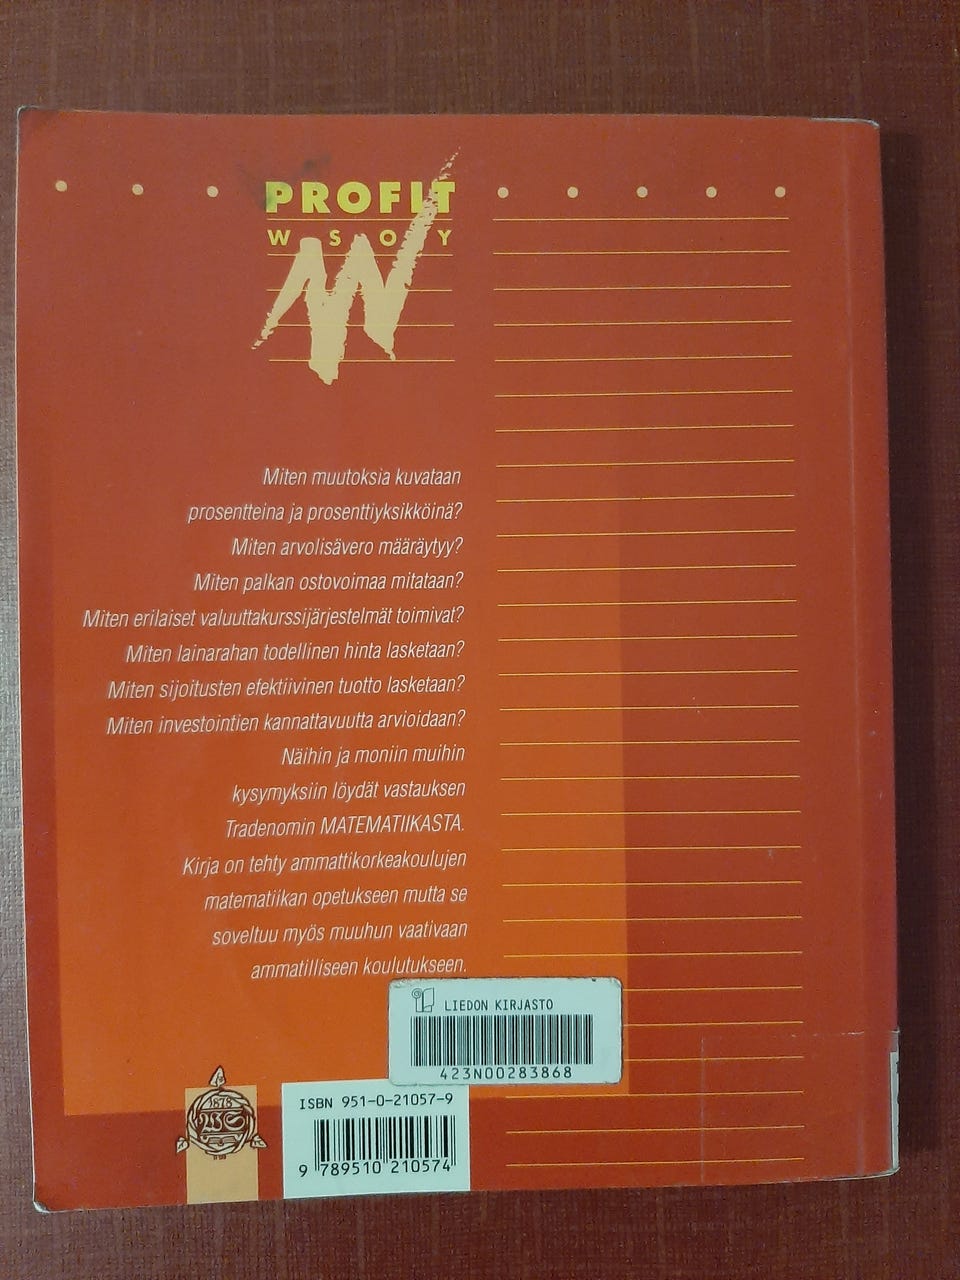 PROFIT
WSOY
Miten muutoksia kuvataan
prosentteina ja prosenttiyksikköinä?
Miten arvolisävero määräytyy?
Miten palkan ostovoimaa mitataan?
Miten erilaiset valuuttakurssijärjestelmät toimivat?
Miten lainarahan todellinen hinta lasketaan?
Miten sijoitusten efektiivinen tuotto lasketaan?
Miten investointien kannattavuutta arvioidaan?
Näihin ja moniin muihin
kysymyksiin löydät vastauksen
Tradenomin MATEMATIIKASTA.
Kirja on tehty ammattikorkeakoulujen
matematiikan opetukseen mutta se
soveltuu myös muuhun vaativaan
ammatilliseen koulutukseen.
LIEDON KIRJASTO
423N00283868
1878
WS
ISBN 951-0-21057-9
9 789510 210574